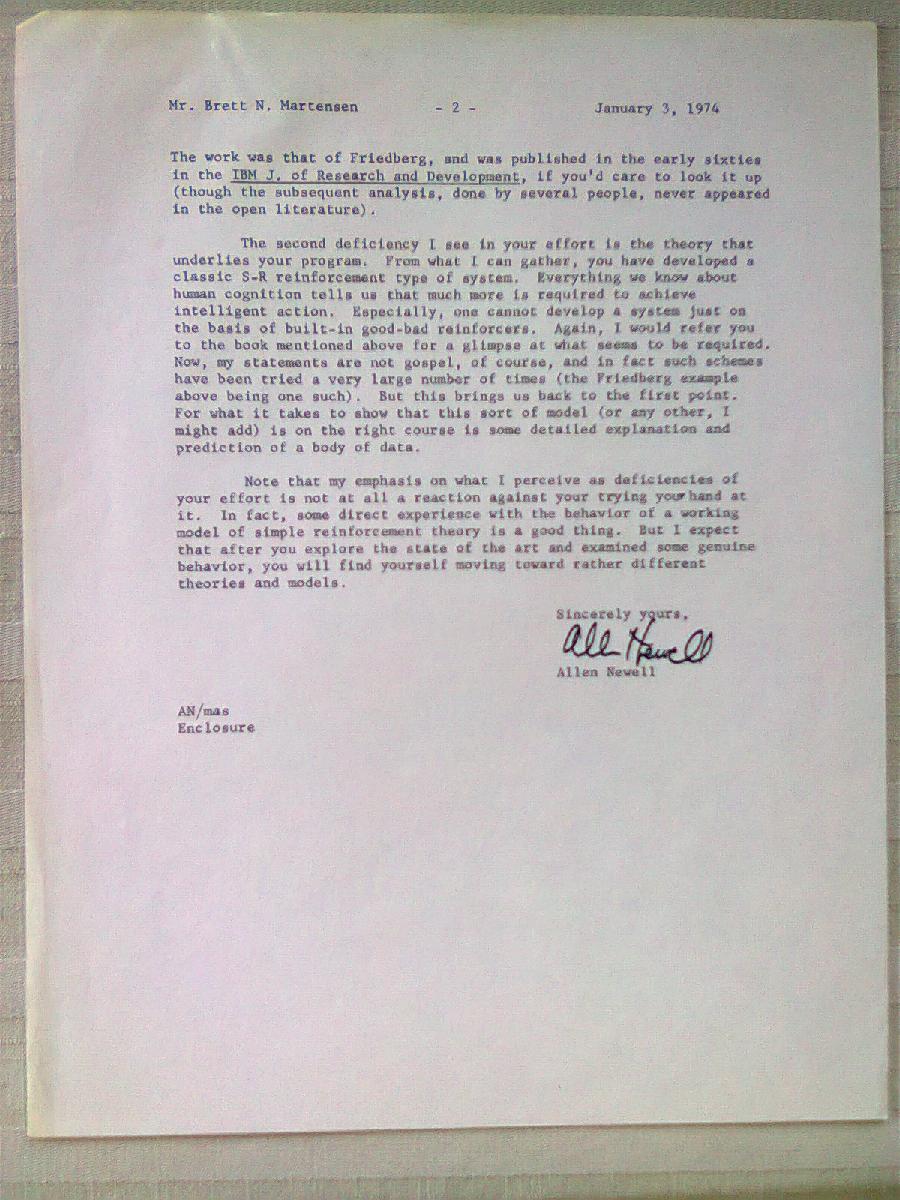 Mr. Brett N. Martensen - 2 - January 3, 1974
The work was that of Friedberg, and was published in the early sixties
in the IBM J. of Research and Development, if you'd care to look it up
(though the subsequent analysis, done by several people, never appeared
in the open literature).
The second deficiency I see in your effort is the theory that
underlies your program. From what I can gather, you have developed a
classic S-R reinforcement type of system. Everything we know about
human cognition tells us that much more is required to achieve
intelligent action. Especially, one cannot develop a system just on
the basis of built-in good-bad reinforcers. Again, I would refer you
to the book mentioned above for a glimpse at what seems to be required.
Now, my statements are not gospel, of course, and in fact such schemes
have been tried a very large number of times (the Friedberg example
above being one such). But this brings us back to the first point.
For what it takes to show that this sort of model (or any other, I
might add) is on the right course is some detailed explanation and
prediction of a body of data.
Note that my emphasis on what I perceive as deficiencies of
your effort is not at all a reaction against your trying your hand at
it. In fact, some direct experience with the behavior of a working
model of simple reinforcement theory is a good thing. But I expect
that after you explore the state of the art and examined some genuine
behavior, you will find yourself moving toward rather different
theories and models.
Sincerely yours,
Allen Newell
Allen Newell
AN/mas
Enclosure